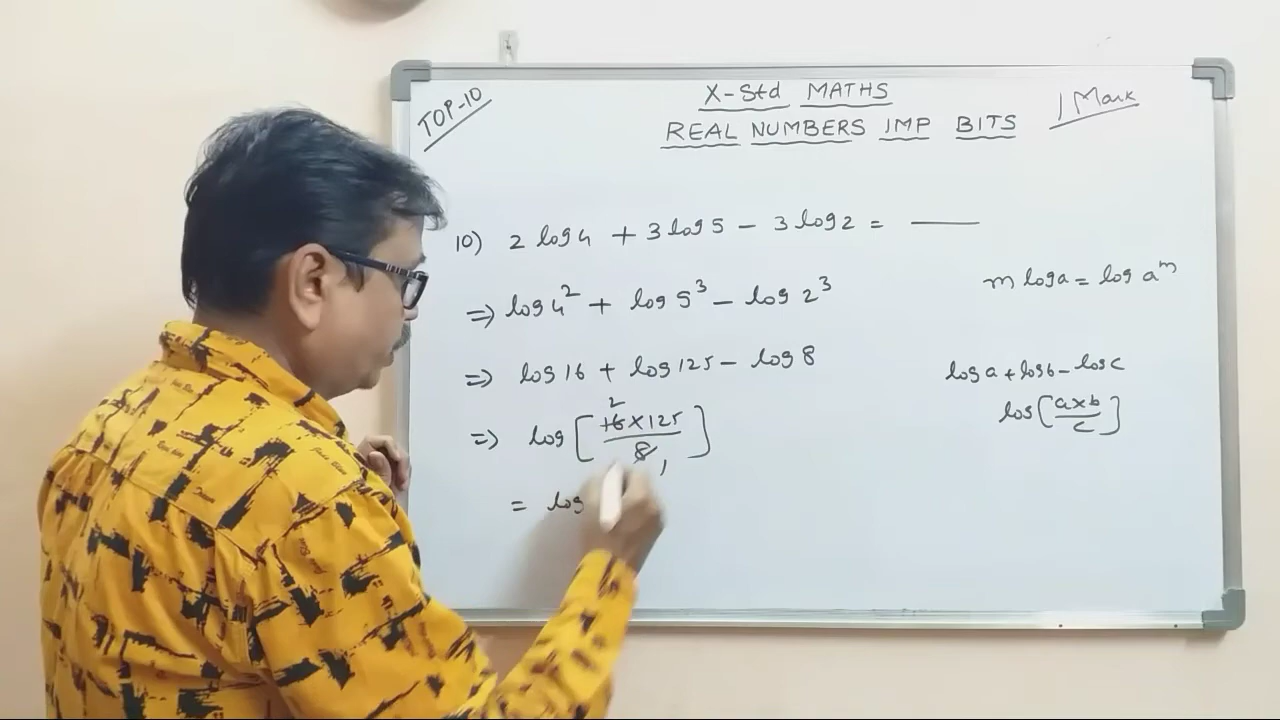 TOP-10
X-Std MATHS
1 Mark
REAL NUMBERS IMP BITS
10) 2 log 4 + 3 log 5 - 3 log 2 = ____
m log a = log a^m
=> log 4² + log 5³ - log 2³
=> log 16 + log 125 - log 8
log a + log b - log c
=> log [ 2 16 × 125 / 8 1 ]
log [ a×b / c ]
= log